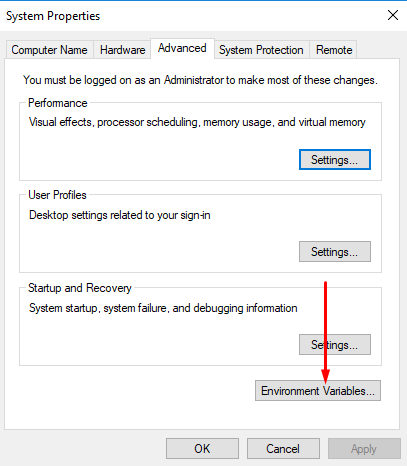 System Properties
Computer Name
Hardware
Advanced
System Protection
Remote
You must be logged on as an Administrator to make most of these changes.
Performance
Visual effects, processor scheduling, memory usage, and virtual memory
Settings...
User Profiles
Desktop settings related to your sign-in
Settings...
Startup and Recovery
System startup, system failure, and debugging information
Settings...
Environment Variables...
OK
Cancel
Apply